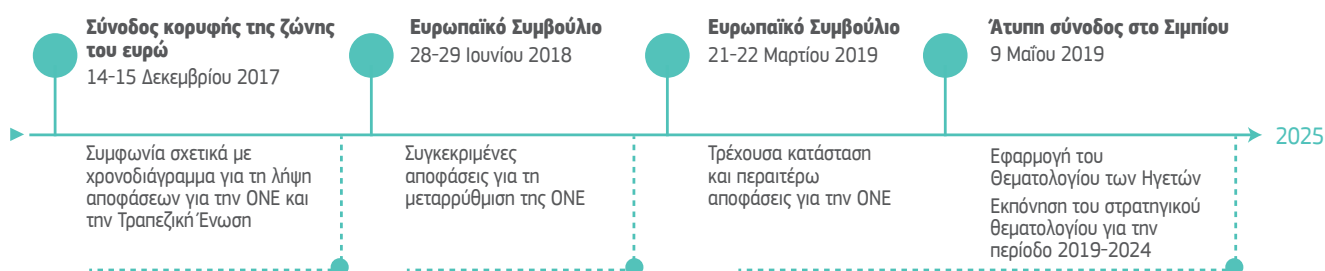 Σύνοδος κορυφής της ζώνης
του ευρώ
14-15 Δεκεμβρίου 2017
Ευρωπαϊκό Συμβούλιο
28-29 Ιουνίου 2018
Ευρωπαϊκό Συμβούλιο
21-22 Μαρτίου 2019
Άτυπη σύνοδος στο Σιμπίου
9 Μαΐου 2019
2025
Συμφωνία σχετικά με
χρονοδιάγραμμα για τη λήψη
αποφάσεων για την ΟΝΕ και
την Τραπεζική Ένωση
Συγκεκριμένες
αποφάσεις για τη
μεταρρύθμιση της ΟΝΕ
Τρέχουσα κατάσταση
και περαιτέρω
αποφάσεις για την ΟΝΕ
Εφαρμογή του
Θεματολογίου των Ηγετών
Εκπόνηση του στρατηγικού
θεματολογίου για την
περίοδο 2019-2024